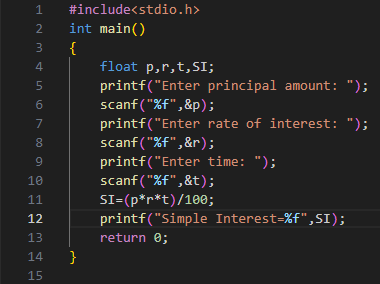 1 #include<stdio.h>
2 int main()
3 {
4 float p,r,t,SI;
5 printf("Enter principal amount: ");
6 scanf("%f",&p);
7 printf("Enter rate of interest: ");
8 scanf("%f",&r);
9 printf("Enter time: ");
10 scanf("%f",&t);
11 SI=(p*r*t)/100;
12 printf("Simple Interest=%f",SI);
13 return 0;
14 }
15